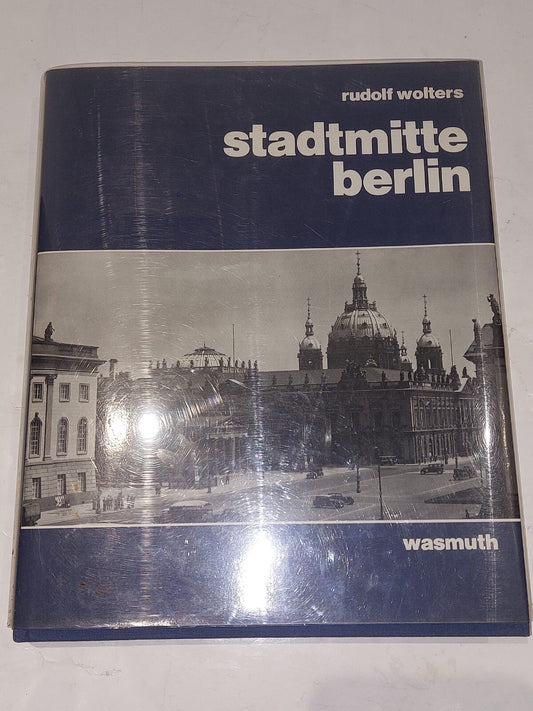 rudolf wolters
stadtmitte
berlin
wasmuth